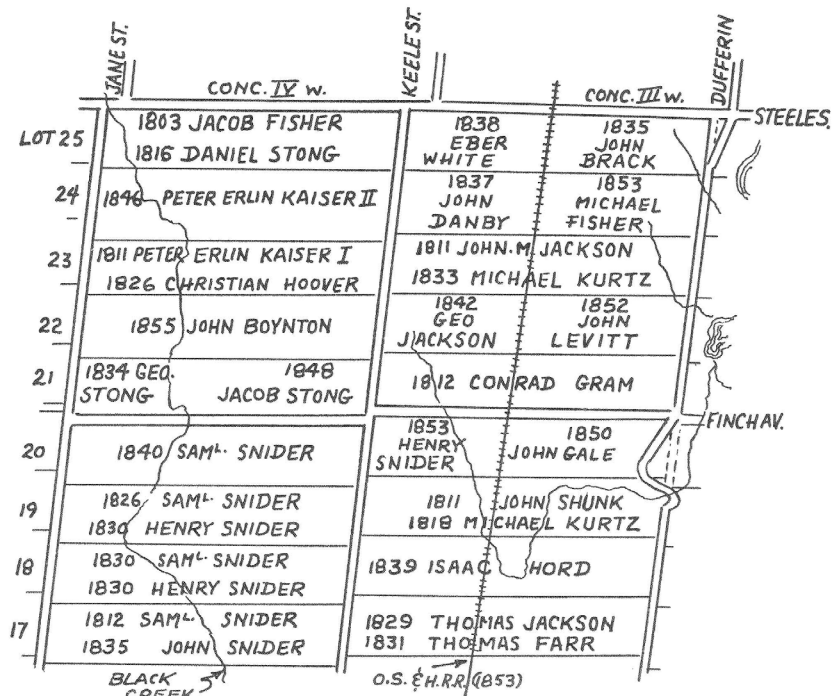 JANE ST.
KEELE ST.
DUFFERIN
CONC. IV W.
CONC. III W.
STEELES.
LOT 25
1803 JACOB FISHER
1816 DANIEL STONG
1838
EBER
WHITE
1835
JOHN
BRACK
24
1846 PETER ERLIN KAISER II
1837
JOHN
DANBY
1853
MICHAEL
FISHER
23
1811 PETER ERLIN KAISER I
1826 CHRISTIAN HOOVER
1811 JOHN. M. JACKSON
1833 MICHAEL KURTZ
22
1855 JOHN BOYNTON
1842
GEO
JACKSON
1852
JOHN
LEVITT
21
1834 GEO.
STONG
1848
JACOB STONG
1812 CONRAD GRAM
FINCH AV.
20
1840 SAML. SNIDER
1853
HENRY
SNIDER
1850
JOHN GALE
19
1826 SAML. SNIDER
1830 HENRY SNIDER
1811 JOHN SHUNK
1818 MICHAEL KURTZ
18
1830 SAML. SNIDER
1830 HENRY SNIDER
1839 ISAAC HORD
17
1812 SAML. SNIDER
1835 JOHN SNIDER
1829 THOMAS JACKSON
1831 THOMAS FARR
BLACK
CREEK
O.S. & H.R.R. (1853)